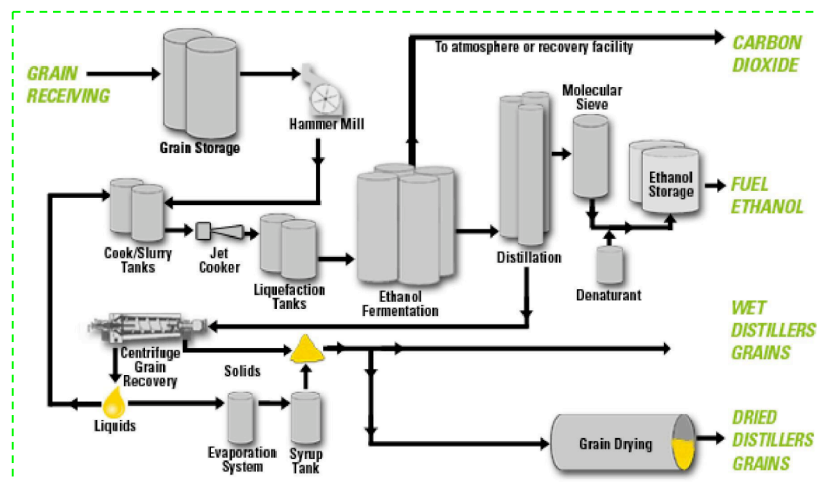 To atmosphere or recovery facility
CARBON
DIOXIDE
GRAIN
RECEIVING
Grain Storage
Hammer Mill
Molecular
Sieve
Ethanol
Storage
FUEL
ETHANOL
Cook/Slurry
Tanks
Jet
Cooker
Liquefaction
Tanks
Ethanol
Fermentation
Distillation
Denaturant
Centrifuge
Grain
Recovery
Solids
WET
DISTILLERS
GRAINS
Liquids
Evaporation
System
Syrup
Tank
Grain Drying
DRIED
DISTILLERS
GRAINS